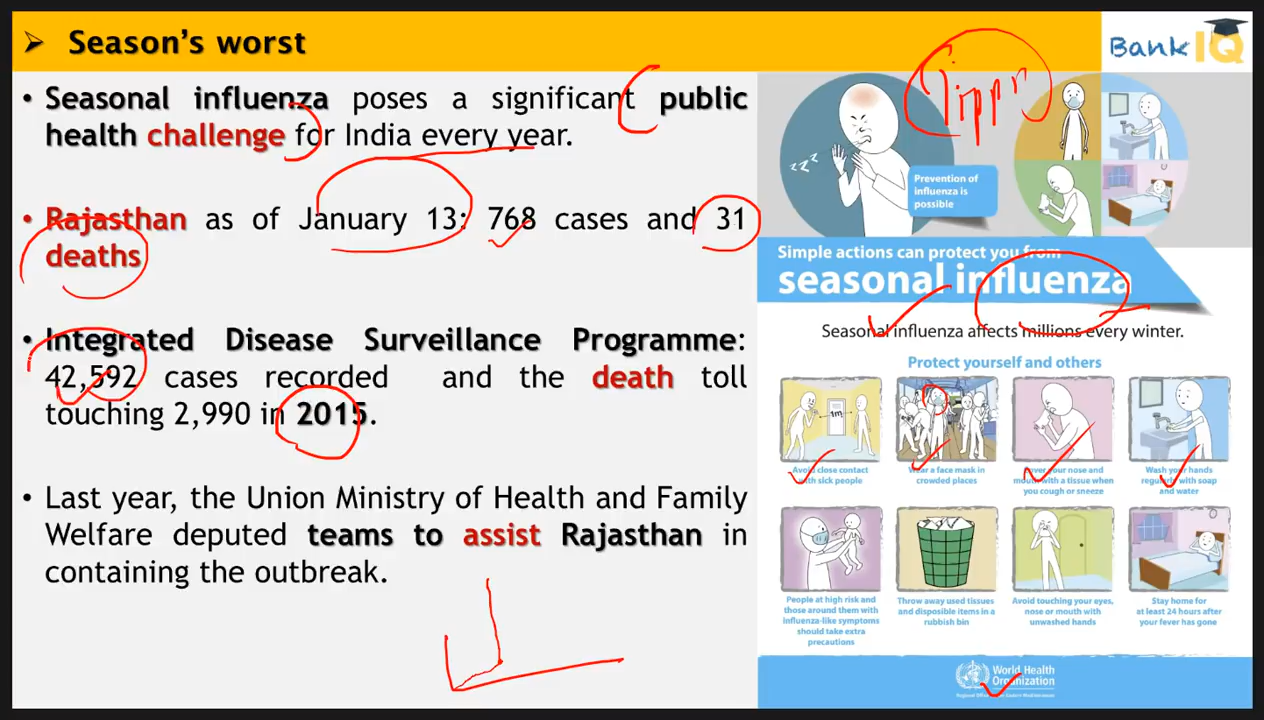 Season's worst
Bank IQ
• Seasonal influenza poses a significant public
health challenge for India every year.
• Rajasthan as of January 13: 768 cases and 31
deaths
• Integrated Disease Surveillance Programme:
42,592 cases recorded and the death toll
touching 2,990 in 2015.
• Last year, the Union Ministry of Health and Family
Welfare deputed teams to assist Rajasthan in
containing the outbreak.
zzz
Prevention of
influenza is
possible
Simple actions can protect you from
seasonal influenza
Seasonal influenza affects millions every winter.
Protect yourself and others
1m
Avoid close contact
with sick people
Wear a face mask in
crowded places
Cover your nose and
mouth with a tissue when
you cough or sneeze
Wash your hands
regularly with soap
and water
People at high risk and
those around them with
influenza-like symptoms
should take extra
precautions
Throw away used tissues
and disposable items in a
rubbish bin
Avoid touching your eyes,
nose or mouth with
unwashed hands
Stay home for
at least 24 hours after
your fever has gone
World Health
Organization